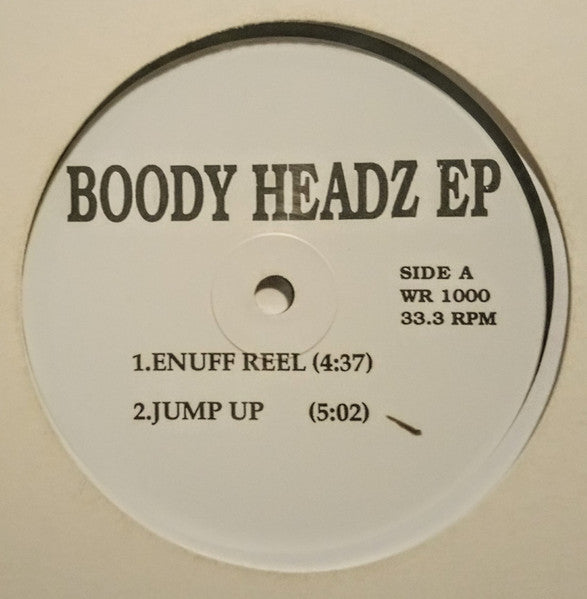 BOODY HEADZ EP
SIDE A
WR 1000
33.3 RPM
1.ENUFF REEL (4:37)
2.JUMP UP (5:02)